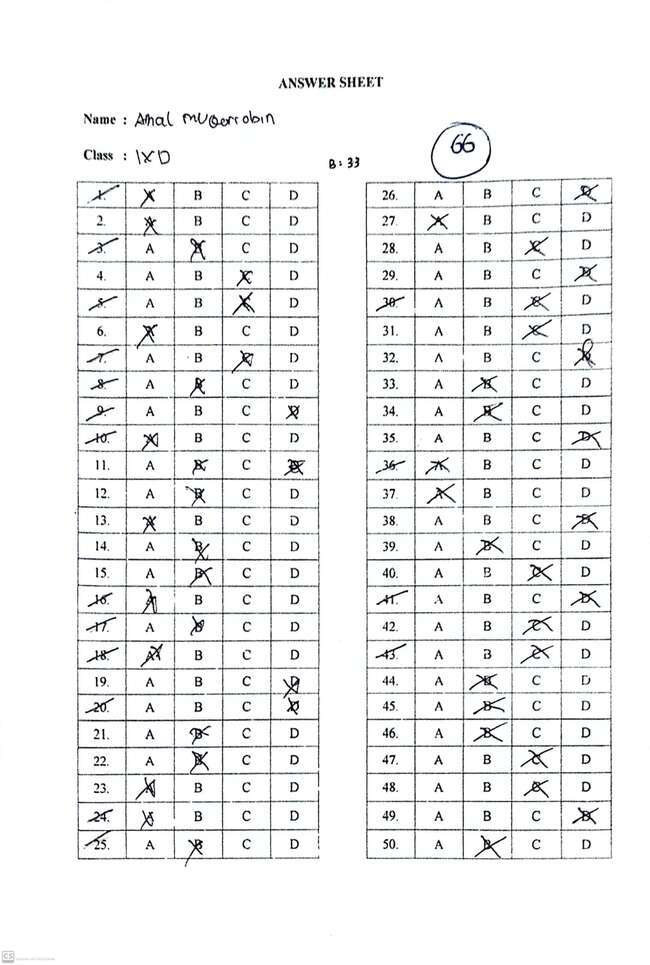 ANSWER SHEET
Name : Amal muqorrobin
Class : IXD
B = 33
66
1. A B C D 26. A B C D
2. A B C D 27. A B C D
3. A B C D 28. A B C D
4. A B C D 29. A B C D
5. A B C D 30. A B C D
6. A B C D 31. A B C D
7. A B C D 32. A B C D
8. A B C D 33. A B C D
9. A B C D 34. A B C D
10. A B C D 35. A B C D
11. A B C D 36. A B C D
12. A B C D 37. A B C D
13. A B C D 38. A B C D
14. A B C D 39. A B C D
15. A B C D 40. A B C D
16. A B C D 41. A B C D
17. A B C D 42. A B C D
18. A B C D 43. A B C D
19. A B C D 44. A B C D
20. A B C D 45. A B C D
21. A B C D 46. A B C D
22. A B C D 47. A B C D
23. A B C D 48. A B C D
24. A B C D 49. A B C D
25. A B C D 50. A B C D
CS